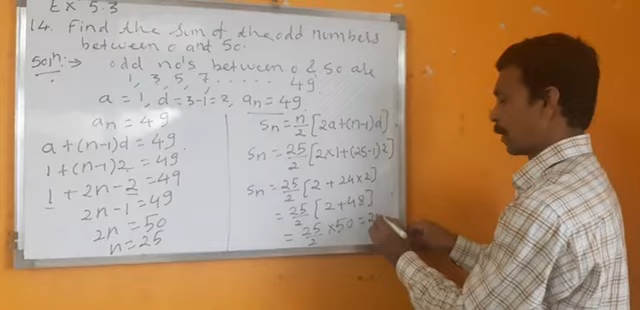 Ex 5.3
14. Find the sum of the odd numbers
between 0 and 50.
Soln:→ odd no's between 0 & 50 are
1, 3, 5, 7, ...... 49.
a = 1, d = 3-1 = 2, an = 49.
an = 49
a + (n-1)d = 49
1 + (n-1)2 = 49
1 + 2n - 2 = 49
2n - 1 = 49
2n = 50
n = 25
Sn = n/2 [2a + (n-1)d]
Sn = 25/2 [2×1 + (25-1)2]
Sn = 25/2 [2 + 24×2]
= 25/2 [2 + 48]
= 25/2 × 50 =